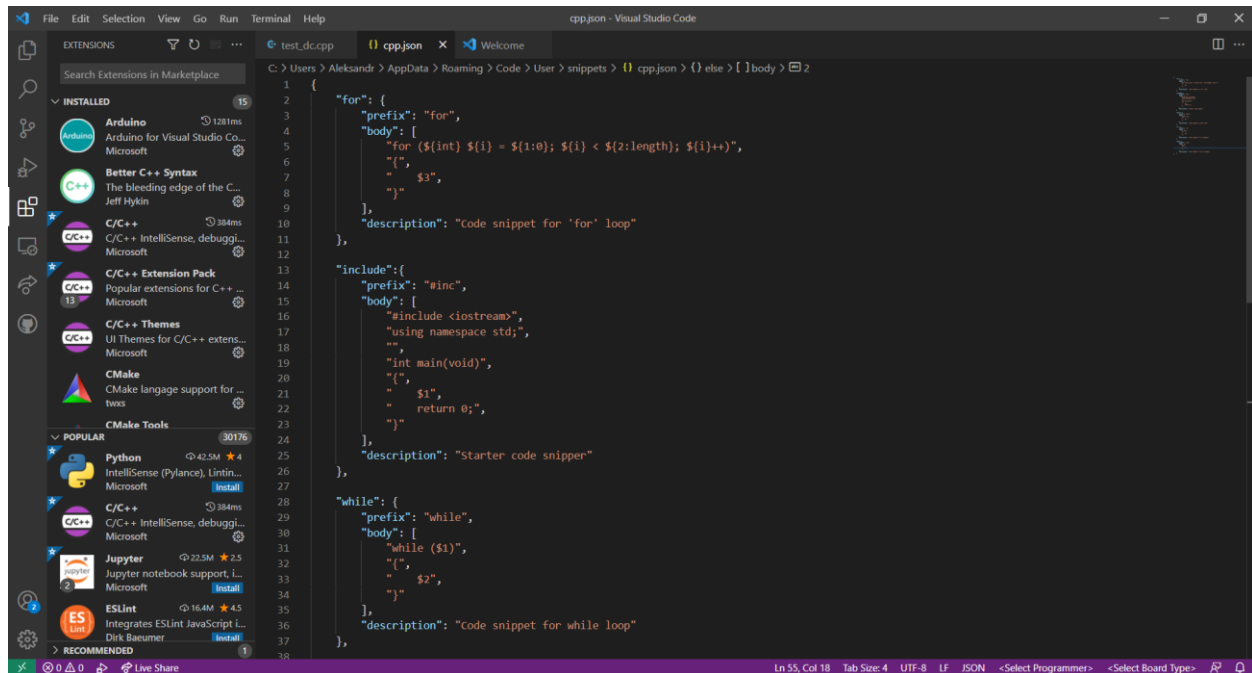 File Edit Selection View Go Run Terminal Help
cpp.json - Visual Studio Code
EXTENSIONS
Search Extensions in Marketplace
INSTALLED 15
Arduino 1281ms
Arduino for Visual Studio Co...
Microsoft
Better C++ Syntax
The bleeding edge of the C...
Jeff Hykin
C/C++ 384ms
C/C++ IntelliSense, debuggi...
Microsoft
C/C++ Extension Pack
Popular extensions for C++ ...
Microsoft
13
C/C++ Themes
UI Themes for C/C++ extens...
Microsoft
CMake
CMake langage support for ...
twxs
CMake Tools
POPULAR 30176
Python 42.5M 4
IntelliSense (Pylance), Lintin...
Microsoft Install
C/C++ 384ms
C/C++ IntelliSense, debuggi...
Microsoft
Jupyter 22.5M 2.5
Jupyter notebook support, i...
Microsoft Install
2
ESLint 16.4M 4.5
Integrates ESLint JavaScript i...
Dirk Baeumer Install
RECOMMENDED 1
test_dc.cpp {} cpp.json Welcome
C: > Users > Aleksandr > AppData > Roaming > Code > User > snippets > {} cpp.json > {} else > [ ] body > 2
1 {
2 "for": {
3 "prefix": "for",
4 "body": [
5 "for (${int} ${i} = ${1:0}; ${i} < ${2:length}; ${i}++)",
6 "{",
7 "    $3",
8 "}"
9 ],
10 "description": "Code snippet for 'for' loop"
11 },
12
13 "include":{
14 "prefix": "#inc",
15 "body": [
16 "#include <iostream>",
17 "using namespace std;",
18 "",
19 "int main(void)",
20 "{",
21 "    $1",
22 "    return 0;",
23 "}"
24 ],
25 "description": "Starter code snipper"
26 },
27
28 "while": {
29 "prefix": "while",
30 "body": [
31 "while ($1)",
32 "{",
33 "    $2",
34 "}"
35 ],
36 "description": "Code snippet for while loop"
37 },
38
0 0 0 Live Share
Ln 55, Col 18 Tab Size: 4 UTF-8 LF JSON <Select Programmer> <Select Board Type>